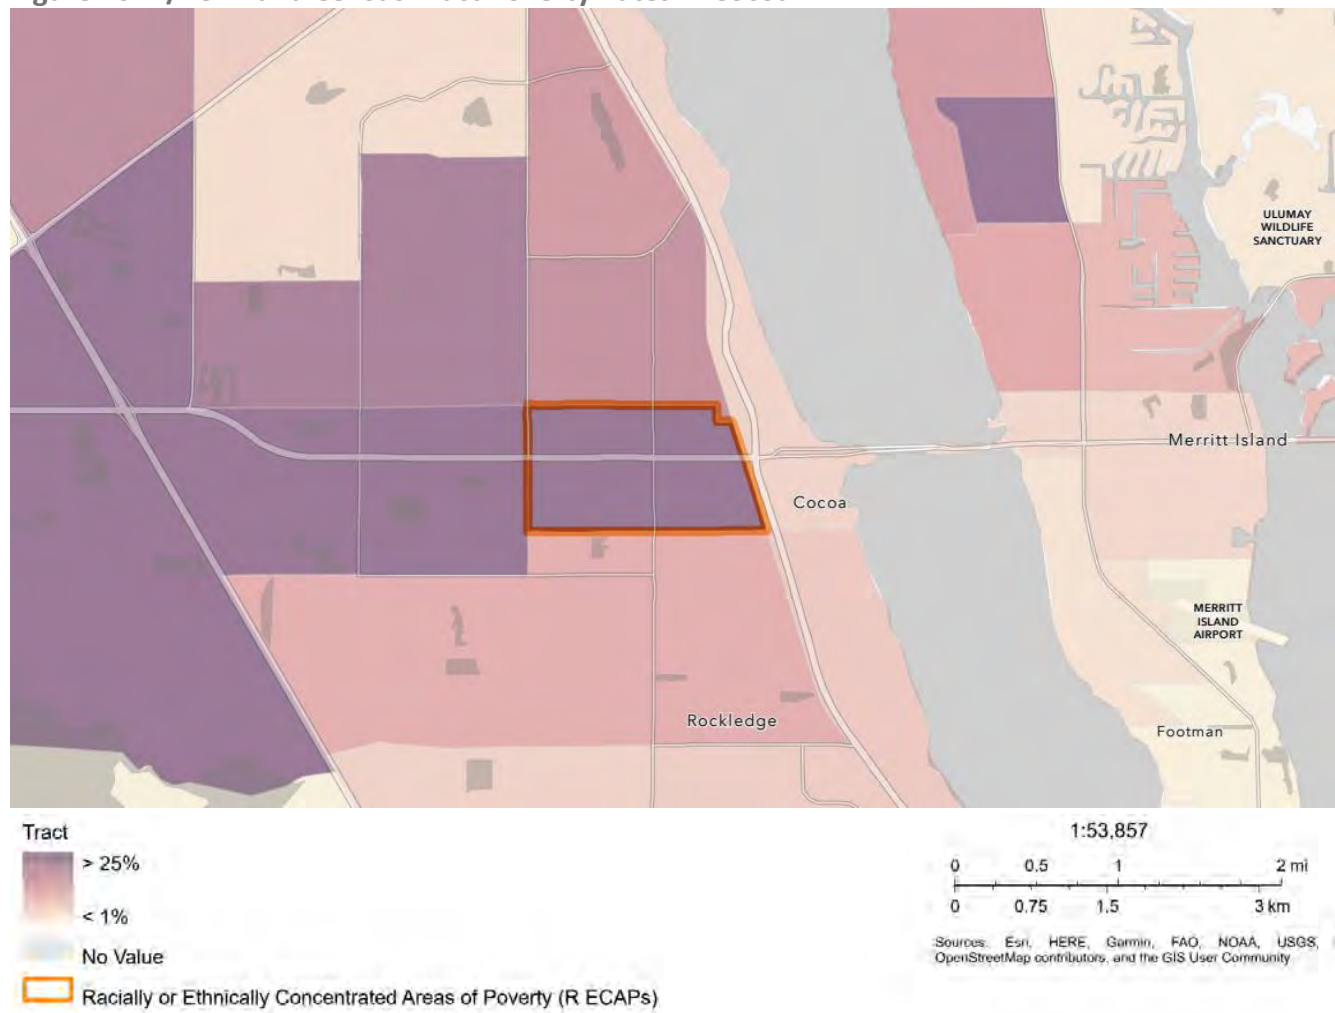 ULUMAY
WILDLIFE
SANCTUARY
Merritt Island
Cocoa
MERRITT
ISLAND
AIRPORT
Rockledge
Footman
Tract
> 25%
< 1%
No Value
Racially or Ethnically Concentrated Areas of Poverty (R ECAPs)
1:53,857
0 0.5 1 2 mi
0 0.75 1.5 3 km
Sources: Esri, HERE, Garmin, FAO, NOAA, USGS,
OpenStreetMap contributors, and the GIS User Community